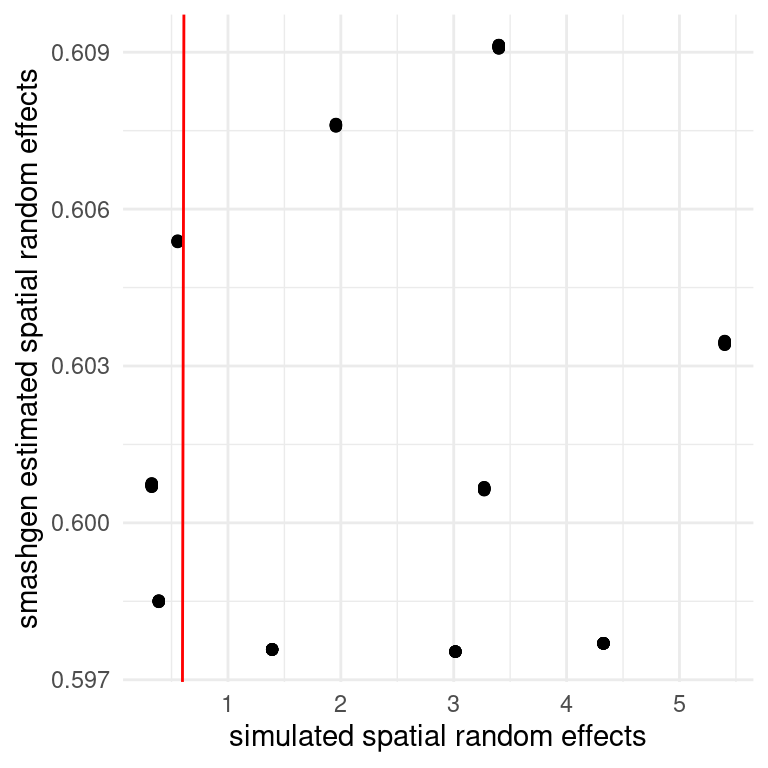 smashgen estimated spatial random effects
0.609
0.606
0.603
0.600
0.597
1 2 3 4 5
simulated spatial random effects